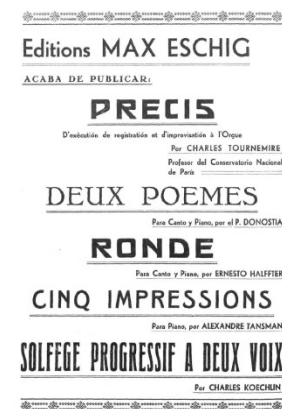 Editions MAX ESCHIG
ACABA DE PUBLICAR:
PRECIS
D'exécution de registration et d'improvisation à l'Orgue
Por CHARLES TOURNEMIRE
Profesor del Conservatorio Nacional
de Paris
DEUX POEMES
Para Canto y Piano, por el P. DONOSTIA
RONDE
Para Canto y Piano, por ERNESTO HALFFTER
CINQ IMPRESSIONS
Para Piano, por ALEXANDRE TANSMAN
SOLFEGE PROGRESSIF A DEUX VOIX
Por CHARLES KOECHLIN